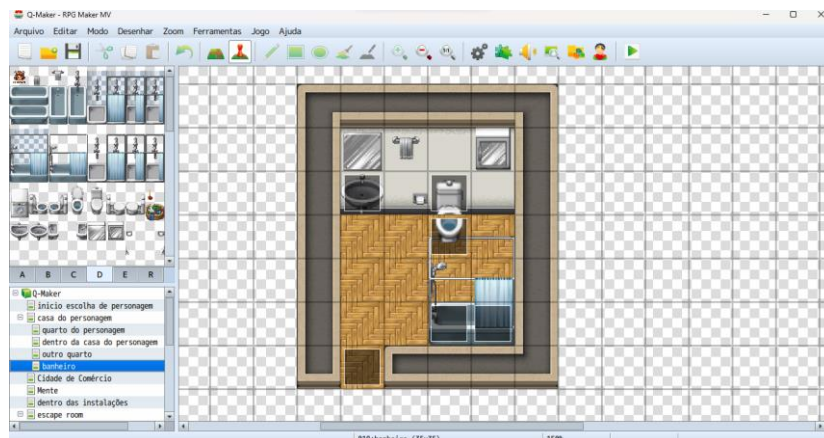 Q-Maker - RPG Maker MV
Arquivo Editar Modo Desenhar Zoom Ferramentas Jogo Ajuda
A B C D E R
Q-Maker
inicio escolha de personagem
casa do personagem
quarto do personagem
dentro da casa do personagem
outro quarto
banheiro
Cidade de Comércio
Mente
dentro das instalações
escape room